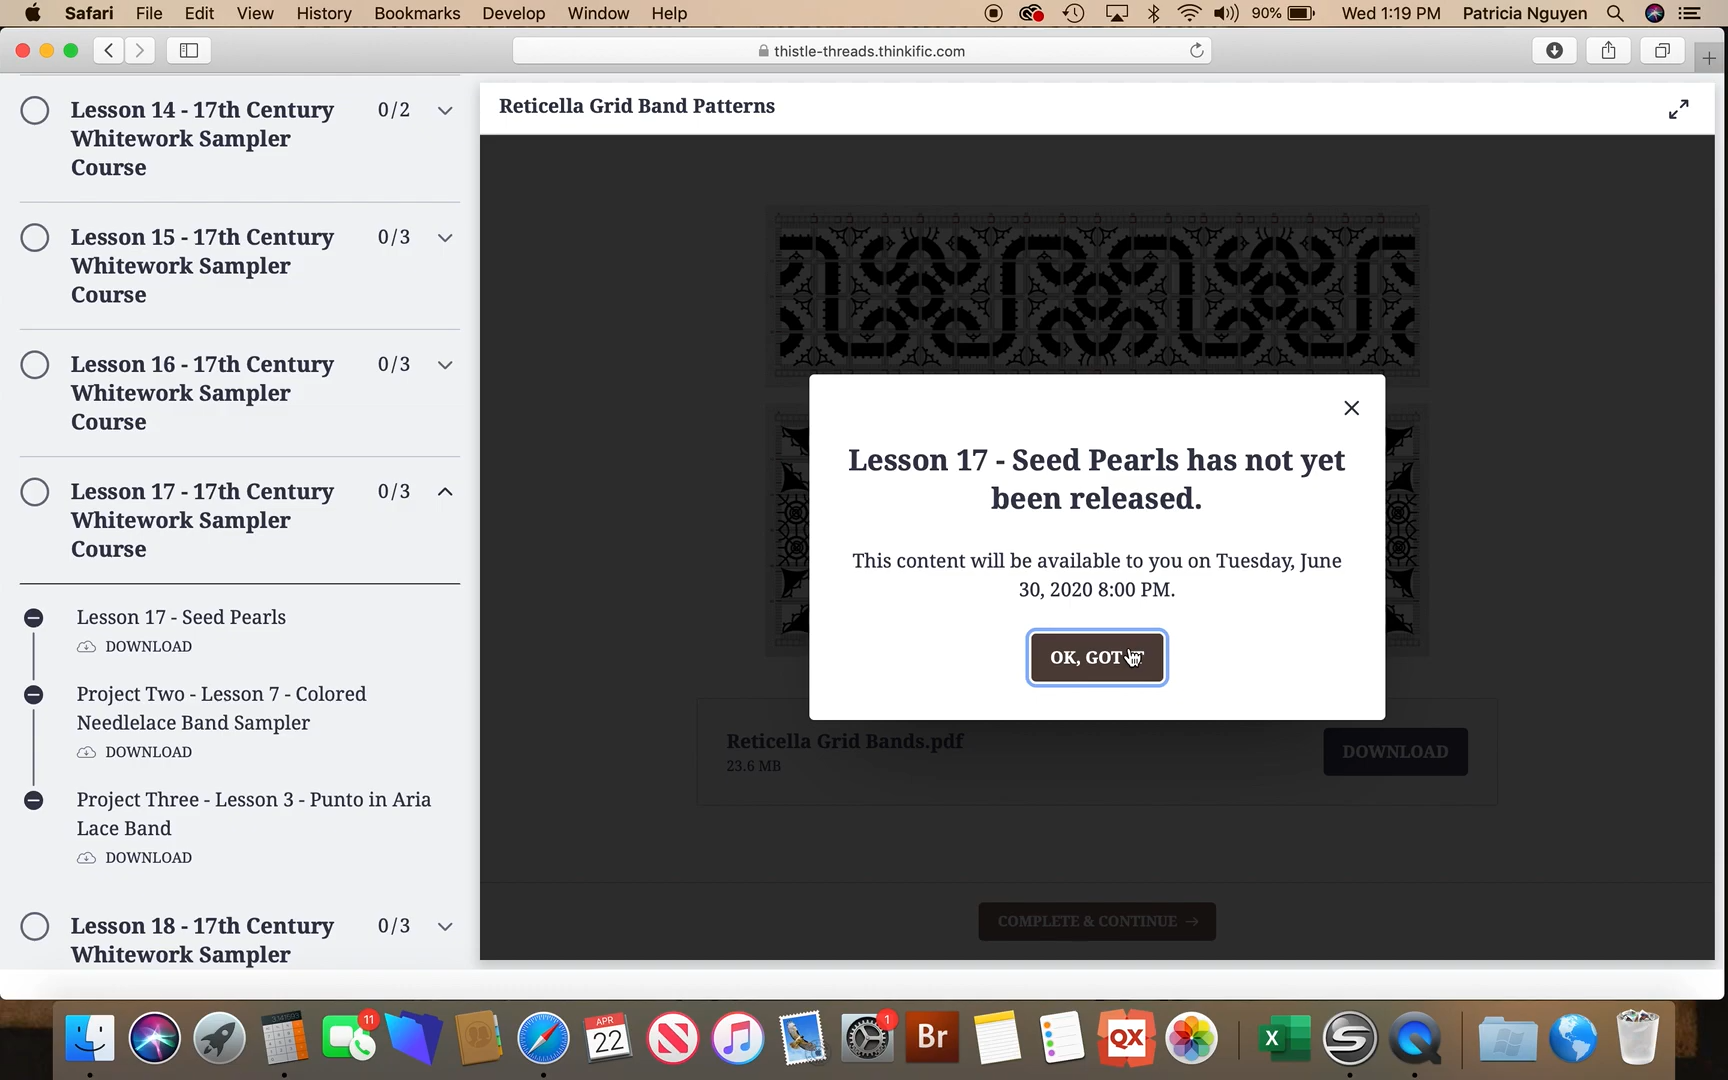 Safari File Edit View History Bookmarks Develop Window Help 90% Wed 1:19 PM Patricia Nguyen
thistle-threads.thinkific.com
Lesson 14 - 17th Century 0/2
Whitework Sampler
Course
Lesson 15 - 17th Century 0/3
Whitework Sampler
Course
Lesson 16 - 17th Century 0/3
Whitework Sampler
Course
Lesson 17 - 17th Century 0/3
Whitework Sampler
Course
Lesson 17 - Seed Pearls
DOWNLOAD
Project Two - Lesson 7 - Colored
Needlelace Band Sampler
DOWNLOAD
Project Three - Lesson 3 - Punto in Aria
Lace Band
DOWNLOAD
Lesson 18 - 17th Century 0/3
Whitework Sampler
Reticella Grid Band Patterns
Lesson 17 - Seed Pearls has not yet
been released.
This content will be available to you on Tuesday, June
30, 2020 8:00 PM.
OK, GOT
Reticella Grid Bands.pdf
23.6 MB
DOWNLOAD
COMPLETE & CONTINUE →
11
APR
22
1
Br
QX